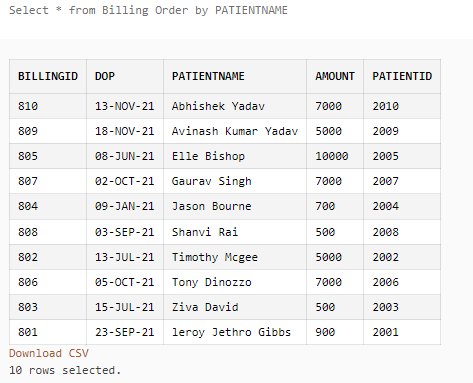 Select * from Billing Order by PATIENTNAME
BILLINGID DOP PATIENTNAME AMOUNT PATIENTID
810 13-NOV-21 Abhishek Yadav 7000 2010
809 18-NOV-21 Avinash Kumar Yadav 5000 2009
805 08-JUN-21 Elle Bishop 10000 2005
807 02-OCT-21 Gaurav Singh 7000 2007
804 09-JAN-21 Jason Bourne 700 2004
808 03-SEP-21 Shanvi Rai 500 2008
802 13-JUL-21 Timothy Mcgee 5000 2002
806 05-OCT-21 Tony Dinozzo 7000 2006
803 15-JUL-21 Ziva David 500 2003
801 23-SEP-21 leroy Jethro Gibbs 900 2001
Download CSV
10 rows selected.